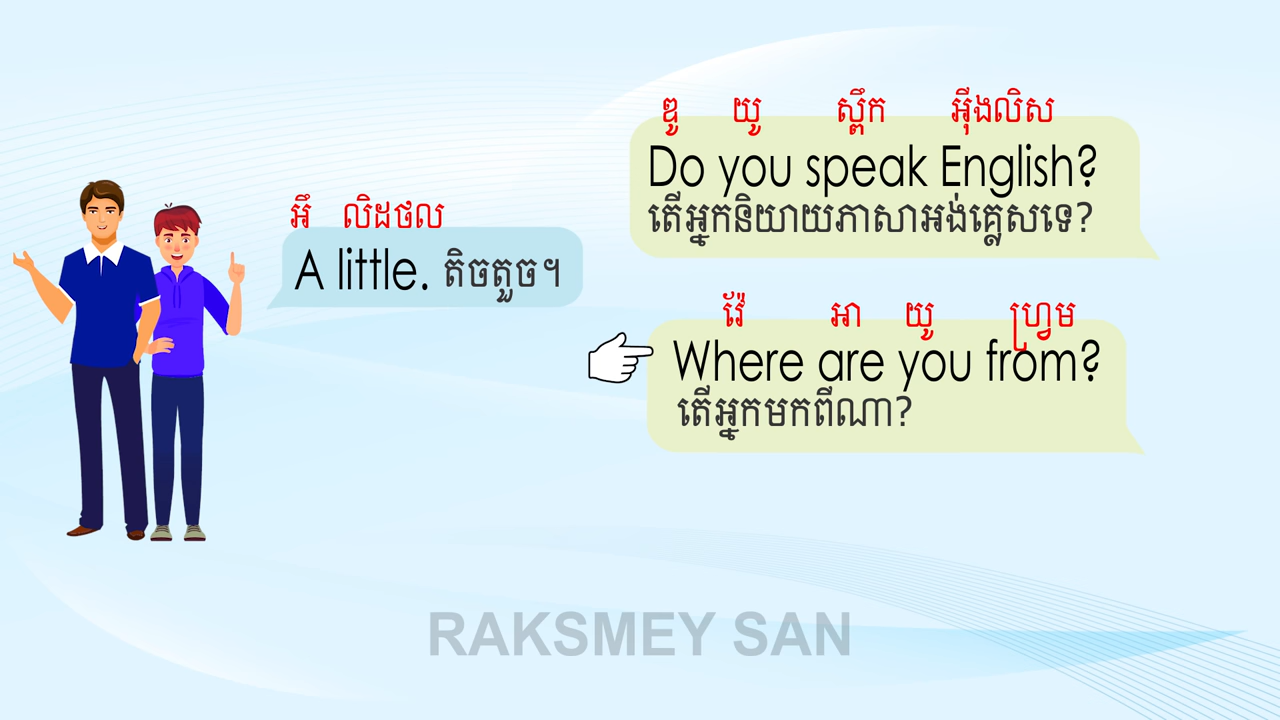 ឌូ យូ ស្ពីក អ៊ីងលិស
Do you speak English?
តើអ្នកនិយាយភាសាអង់គ្លេសទេ?
អឹ លិដថល
A little. តិចតួច។
វ៉ែ អា យូ ហ្វ្រម
Where are you from?
តើអ្នកមកពីណា?
RAKSMEY SAN